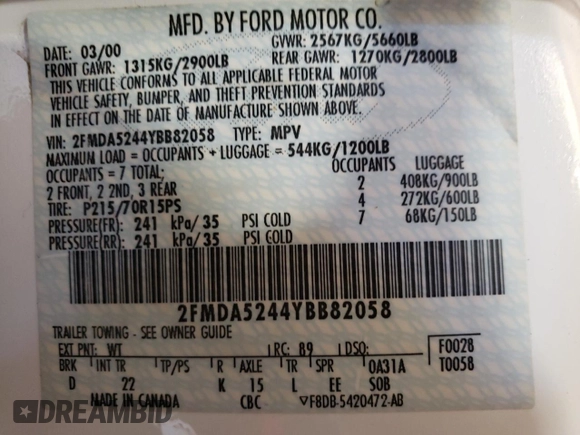 MFD. BY FORD MOTOR CO.
DATE: 03/00 GVWR: 2567KG/5660LB
FRONT GAWR: 1315KG/2900LB REAR GAWR: 1270KG/2800LB
THIS VEHICLE CONFORMS TO ALL APPLICABLE FEDERAL MOTOR
VEHICLE SAFETY, BUMPER, AND THEFT PREVENTION STANDARDS
IN EFFECT ON THE DATE OF MANUFACTURE SHOWN ABOVE.
VIN: 2FMDA5244YBB82058 TYPE: MPV
MAXIMUM LOAD = OCCUPANTS + LUGGAGE = 544KG/1200LB
OCCUPANTS = 7 TOTAL; OCCUPANTS LUGGAGE
2 FRONT, 2 2ND, 3 REAR 2 408KG/900LB
TIRE: P215/70R15PS 4 272KG/600LB
PRESSURE(FR): 241 kPa/35 PSI COLD 7 68KG/150LB
PRESSURE(RR): 241 kPa/35 PSI COLD
2FMDA5244YBB82058
TRAILER TOWING - SEE OWNER GUIDE
EXT PNT: WT RC: 89 DSO: F0028
BRK INT TR TP/PS R AXLE TR SPR 0A31A T0058
D 22 K 15 L EE SOB
MADE IN CANADA CBC F8DB-5420472-AB
DREAMBID